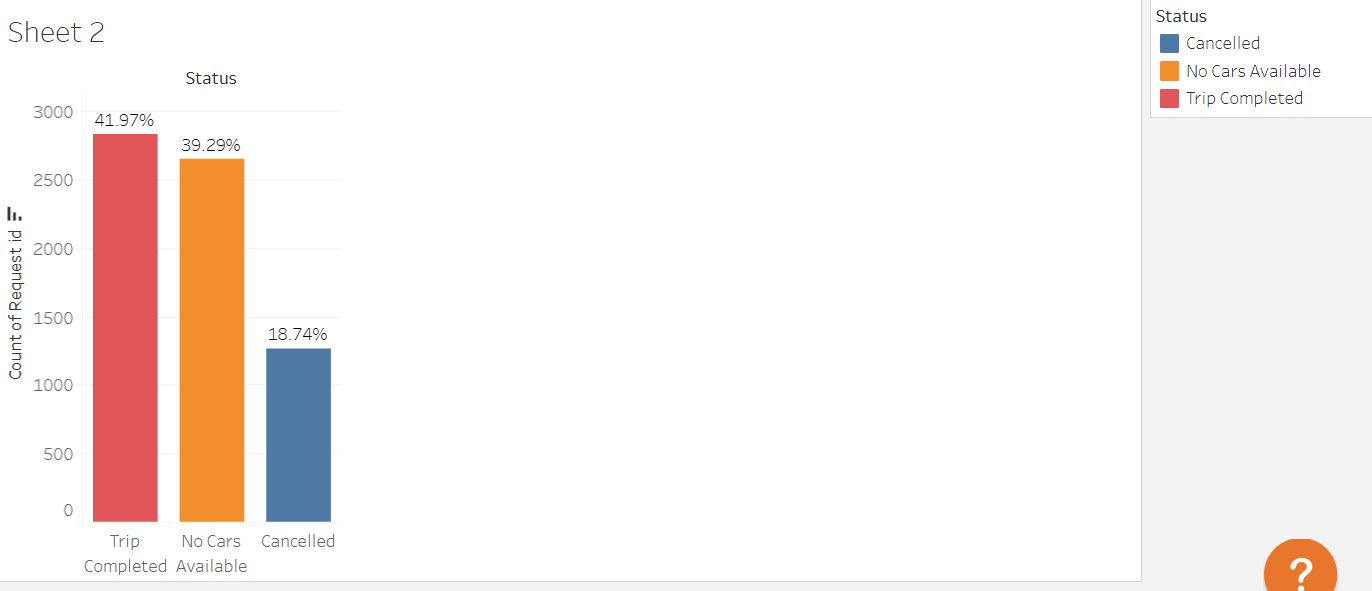 Sheet 2
Status
3000
2500
2000
1500
1000
500
0
Count of Request id
41.97%
39.29%
18.74%
Trip Completed
No Cars Available
Cancelled
Status
Cancelled
No Cars Available
Trip Completed
?